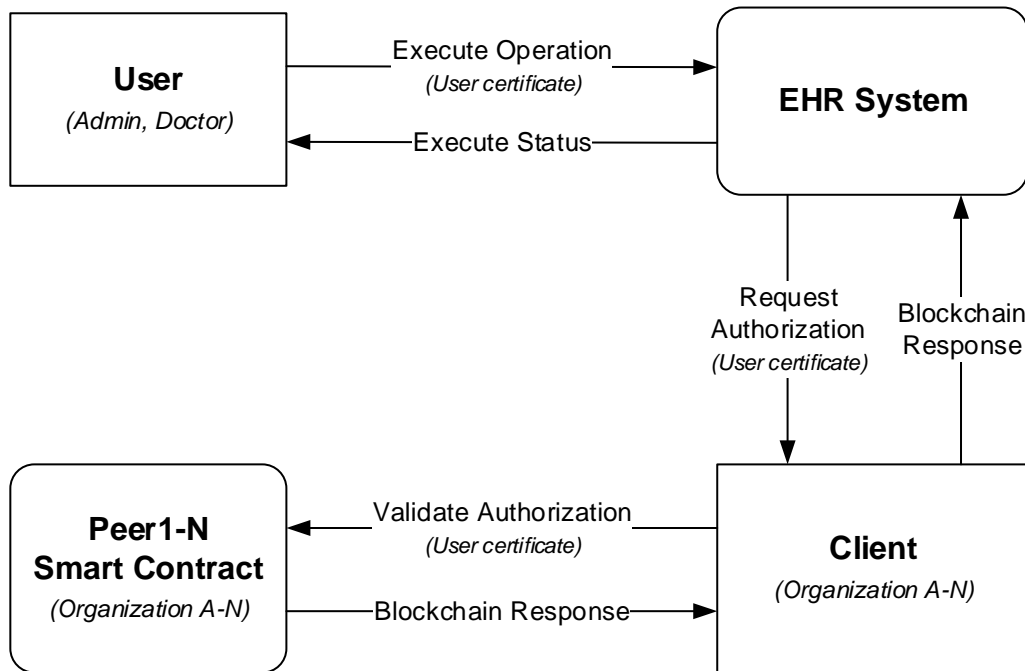 User
(Admin, Doctor)
Execute Operation
(User certificate)
Execute Status
EHR System
Request
Authorization
(User certificate)
Blockchain
Response
Peer1-N
Smart Contract
(Organization A-N)
Validate Authorization
(User certificate)
Blockchain Response
Client
(Organization A-N)